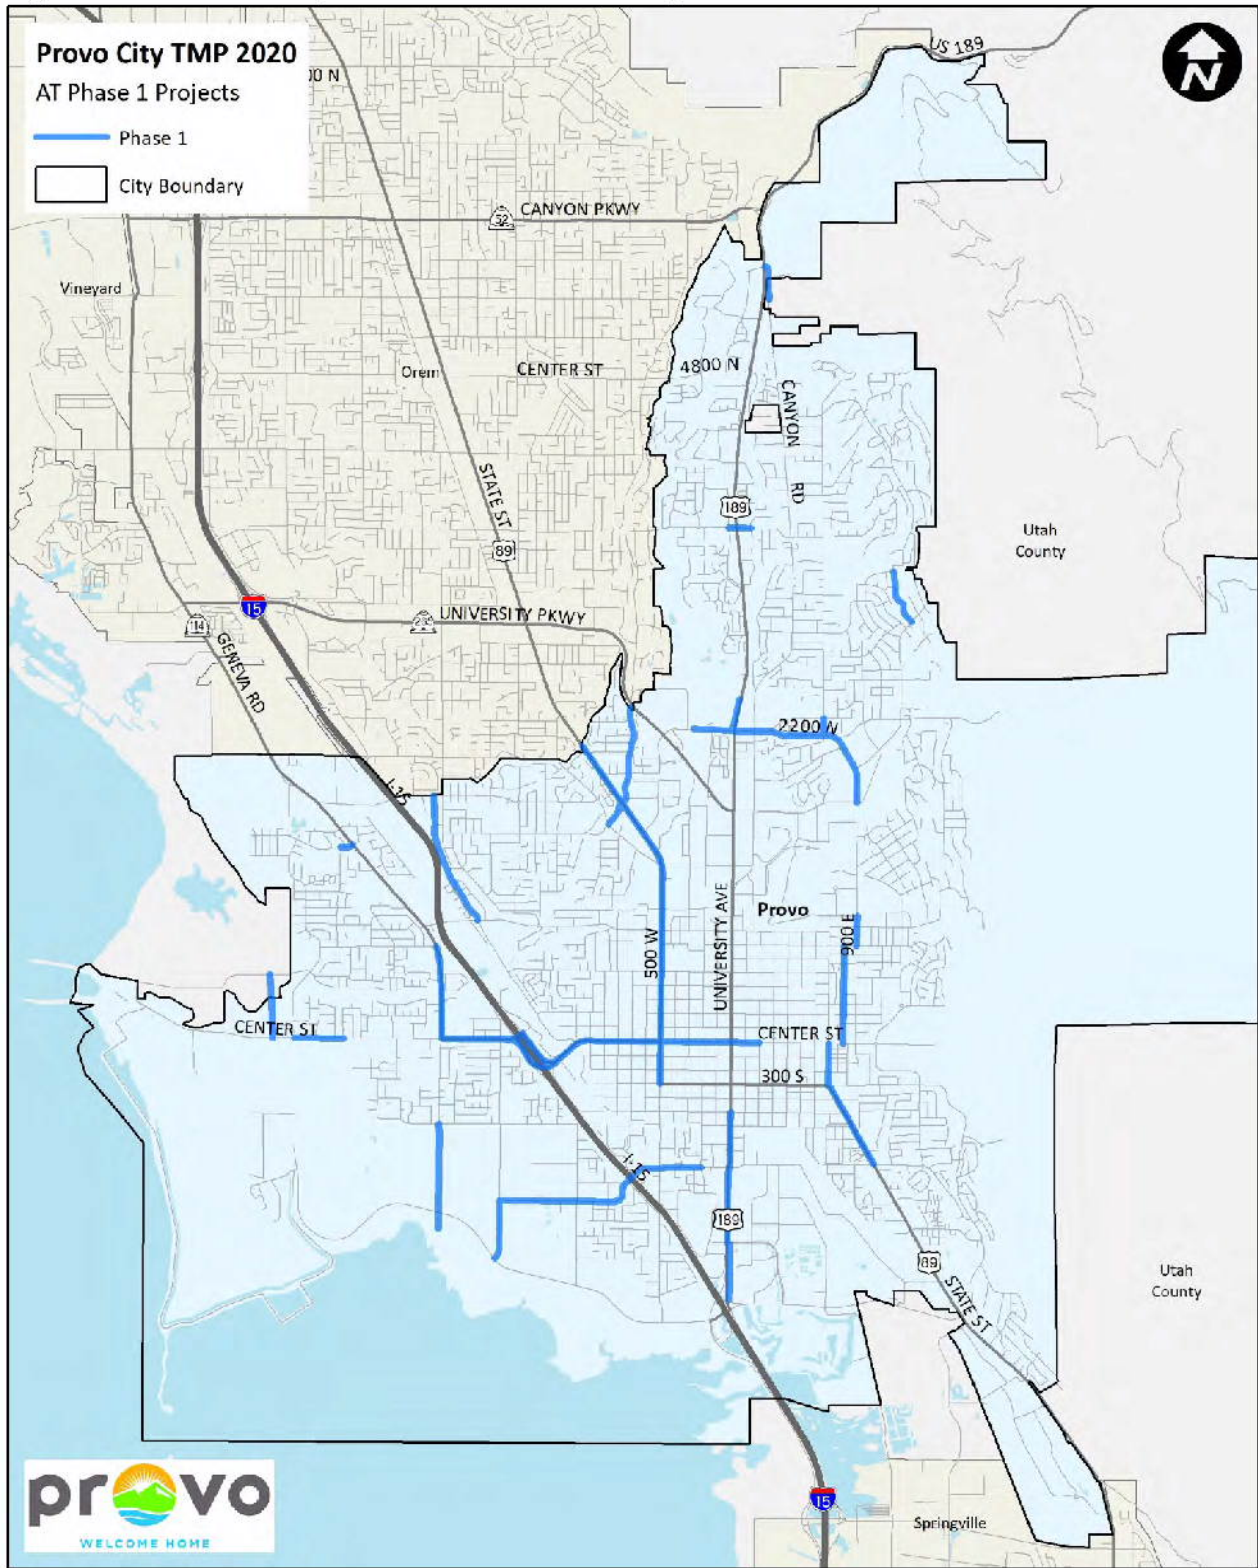 Provo City TMP 2020
AT Phase 1 Projects
Phase 1
City Boundary
00 N
US 189
N
CANYON PKWY
52
Vineyard
Orem
CENTER ST
4800 N
CANYON RD
STATE ST
189
89
Utah
County
15
UNIVERSITY PKWY
114
GENEVA RD
2200 W
I-15
UNIVERSITY AVE
Provo
500 W
900 E
CENTER ST
CENTER ST
300 S
I-15
189
89
STATE ST
Utah
County
provo
WELCOME HOME
15
Springville